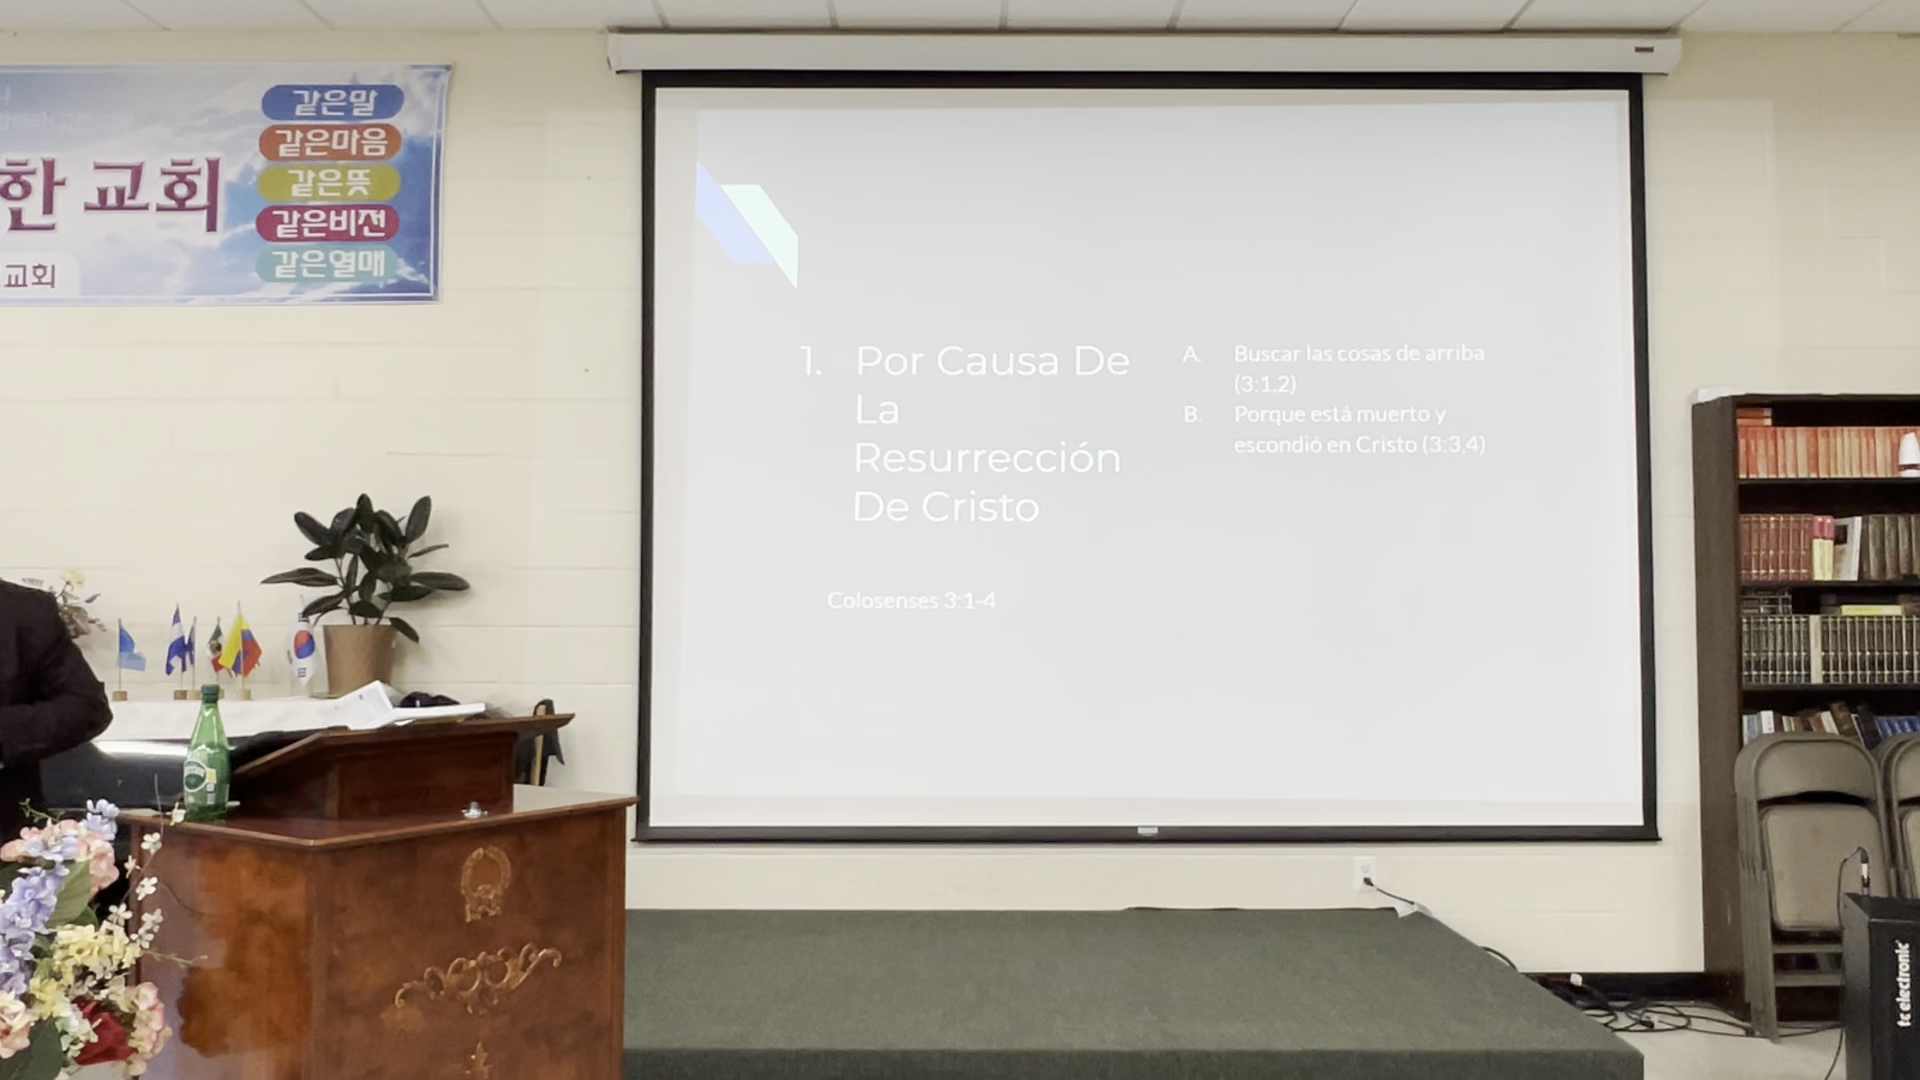 한 교회
교회
같은말
같은마음
같은뜻
같은비전
같은열매
1. Por Causa De
La
Resurrección
De Cristo
Colosenses 3:1-4
A. Buscar las cosas de arriba
(3:1,2)
B. Porque está muerto y
escondió en Cristo (3:3,4)
tc electronic